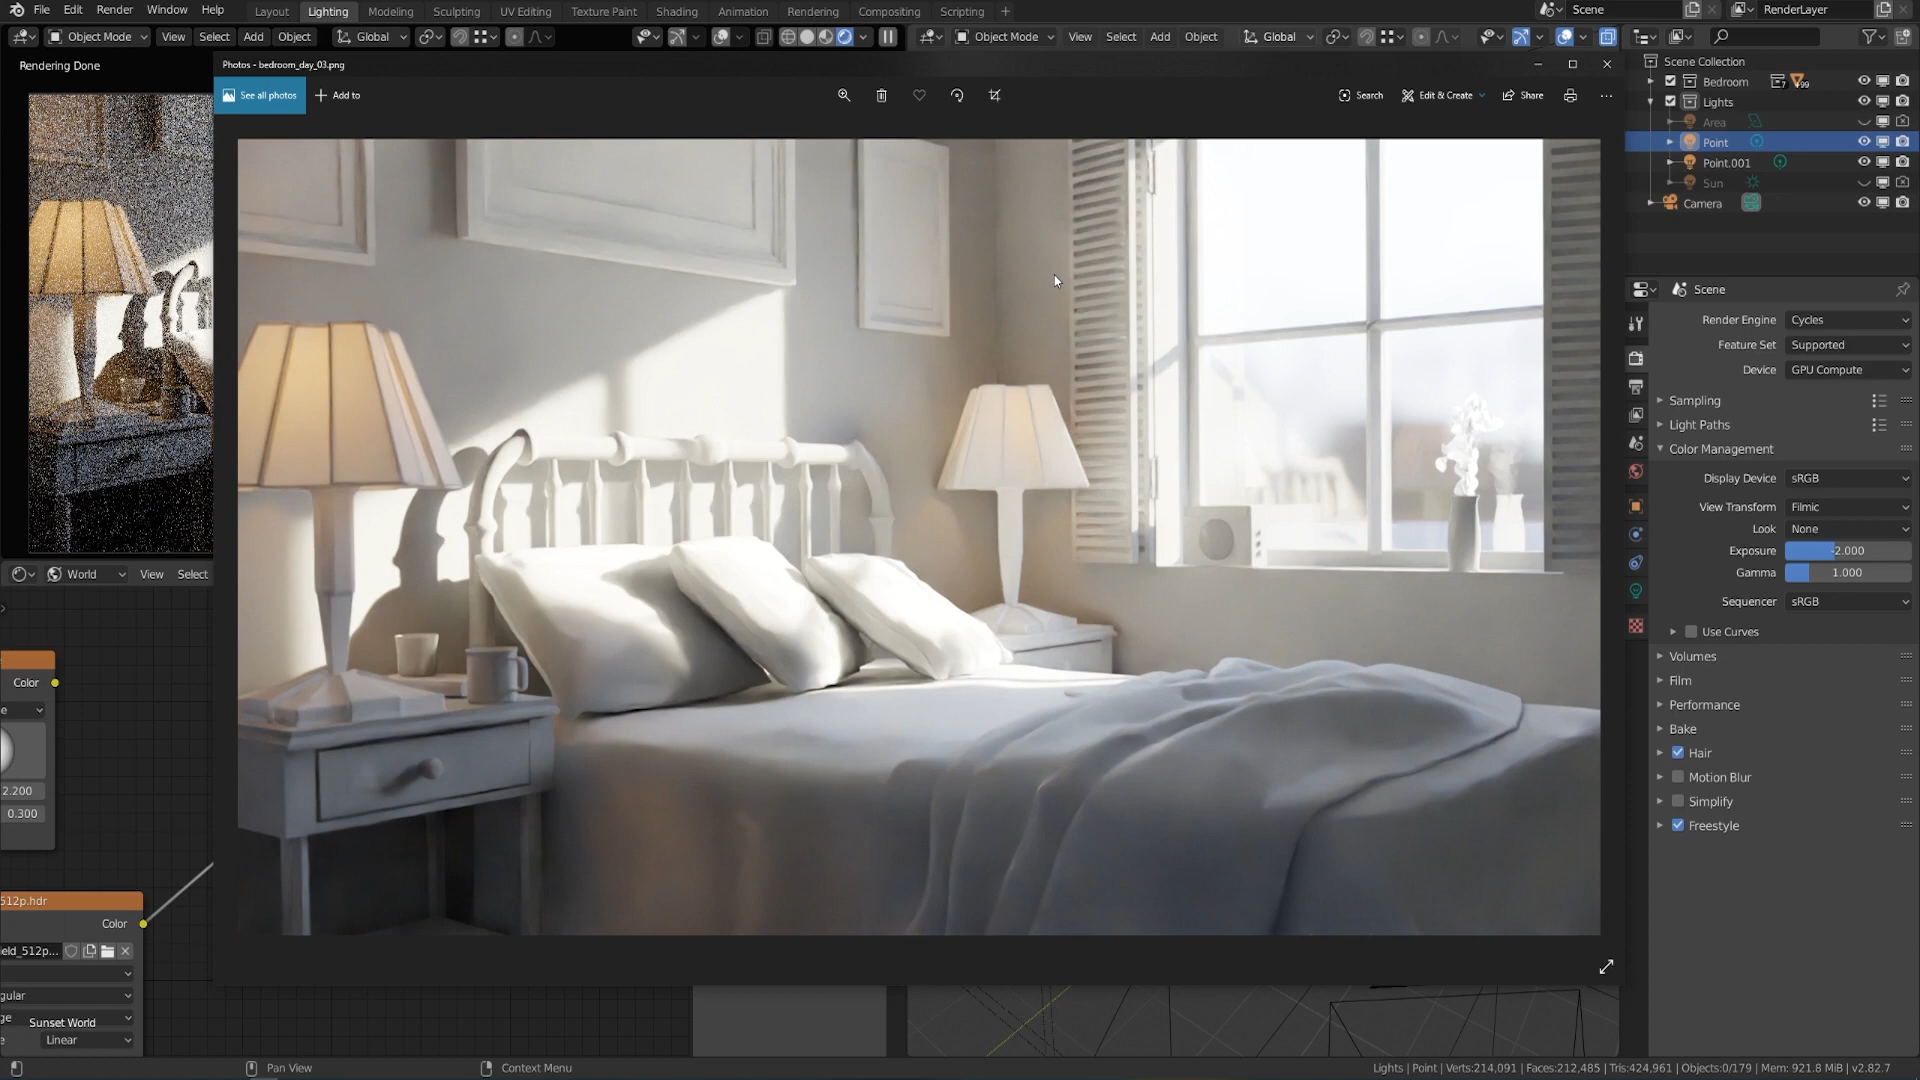 File Edit Render Window Help Layout Lighting Modeling Sculpting UV Editing Texture Paint Shading Animation Rendering Compositing Scripting + Scene RenderLayer
Object Mode View Select Add Object Global Object Mode View Select Add Object Global
Rendering Done
Photos - bedroom_day_03.png
See all photos + Add to Search Edit & Create Share
Scene Collection
Bedroom 7 99
Lights
Area
Point
Point.001
Sun
Camera
Scene
Render Engine Cycles
Feature Set Supported
Device GPU Compute
Sampling
Light Paths
Color Management
Display Device sRGB
View Transform Filmic
Look None
Exposure -2.000
Gamma 1.000
Sequencer sRGB
Use Curves
Volumes
Film
Performance
Bake
Hair
Motion Blur
Simplify
Freestyle
World View Select
Color
e
2.200
0.300
512p.hdr
Color
ield_512p...
gular
ge
Sunset World
e Linear
Pan View Context Menu Lights | Point | Verts:214,091 | Faces:212,485 | Tris:424,961 | Objects:0/179 | Mem: 921.8 MiB | v2.82.7